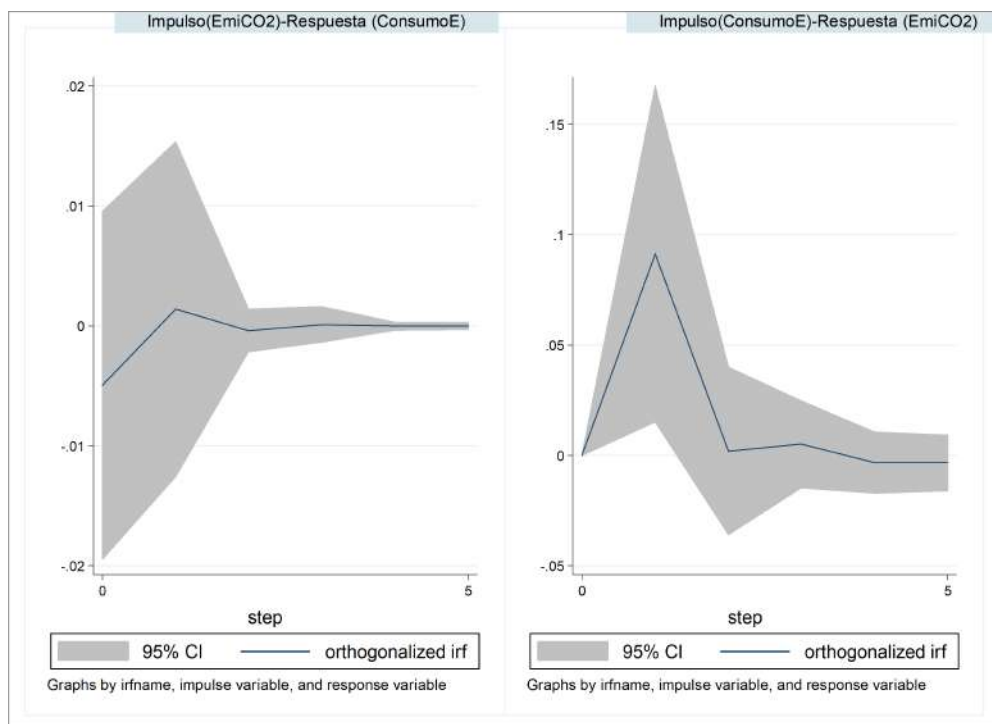 Impulso(EmiCO2)-Respuesta (ConsumoE)
.02
.01
0
-.01
-.02
0 5
step
95% CI orthogonalized irf
Graphs by irfname, impulse variable, and response variable
Impulso(ConsumoE)-Respuesta (EmiCO2)
.15
.1
.05
0
-.05
0 5
step
95% CI orthogonalized irf
Graphs by irfname, impulse variable, and response variable